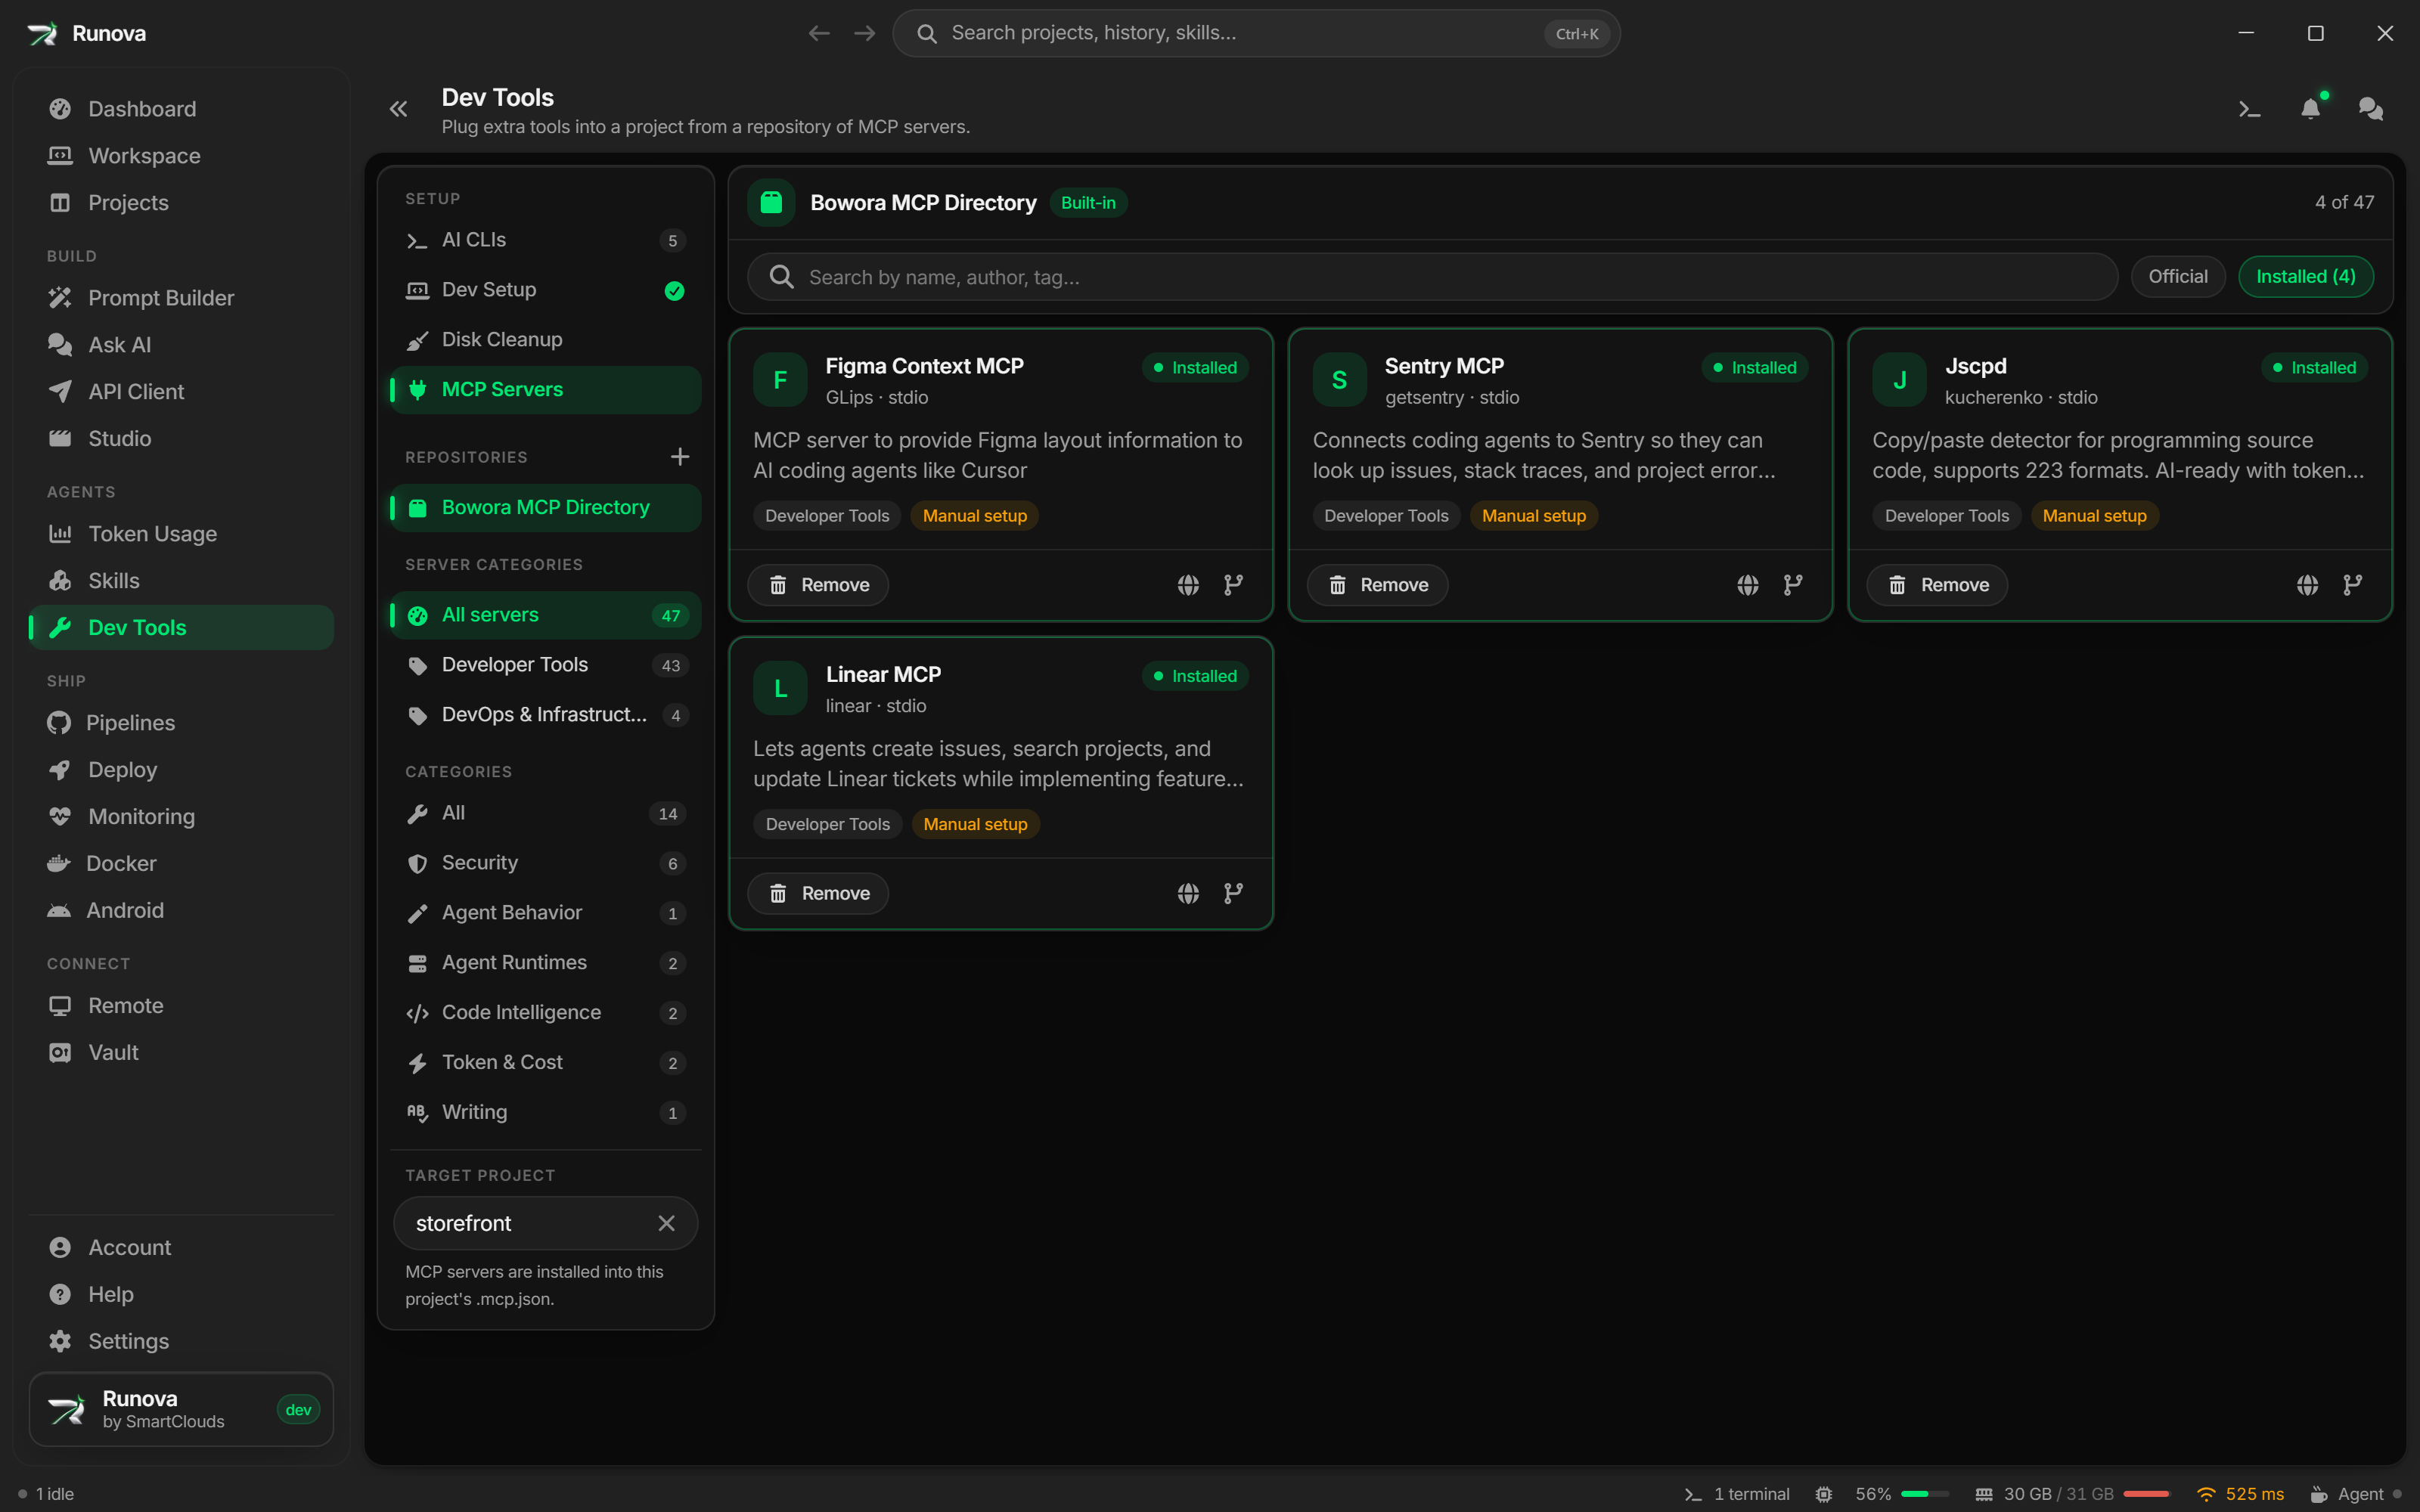 Runova
Search projects, history, skills...
Ctrl+K
Dashboard
Workspace
Projects
BUILD
Prompt Builder
Ask AI
API Client
Studio
AGENTS
Token Usage
Skills
Dev Tools
SHIP
Pipelines
Deploy
Monitoring
Docker
Android
CONNECT
Remote
Vault
Account
Help
Settings
Runova
by SmartClouds
dev
Dev Tools
Plug extra tools into a project from a repository of MCP servers.
SETUP
AI CLIs 5
Dev Setup
Disk Cleanup
MCP Servers
REPOSITORIES
Bowora MCP Directory
SERVER CATEGORIES
All servers 47
Developer Tools 43
DevOps & Infrastruct... 4
CATEGORIES
All 14
Security 6
Agent Behavior 1
Agent Runtimes 2
Code Intelligence 2
Token & Cost 2
Writing 1
TARGET PROJECT
storefront
MCP servers are installed into this
project's .mcp.json.
Bowora MCP Directory Built-in 4 of 47
Search by name, author, tag...
Official
Installed (4)
F
Figma Context MCP
Installed
GLips · stdio
MCP server to provide Figma layout information to
AI coding agents like Cursor
Developer Tools Manual setup
Remove
S
Sentry MCP
Installed
getsentry · stdio
Connects coding agents to Sentry so they can
look up issues, stack traces, and project error...
Developer Tools Manual setup
Remove
J
Jscpd
Installed
kucherenko · stdio
Copy/paste detector for programming source
code, supports 223 formats. AI-ready with token...
Developer Tools Manual setup
Remove
L
Linear MCP
Installed
linear · stdio
Lets agents create issues, search projects, and
update Linear tickets while implementing feature...
Developer Tools Manual setup
Remove
1 idle
1 terminal
56%
30 GB / 31 GB
525 ms
Agent